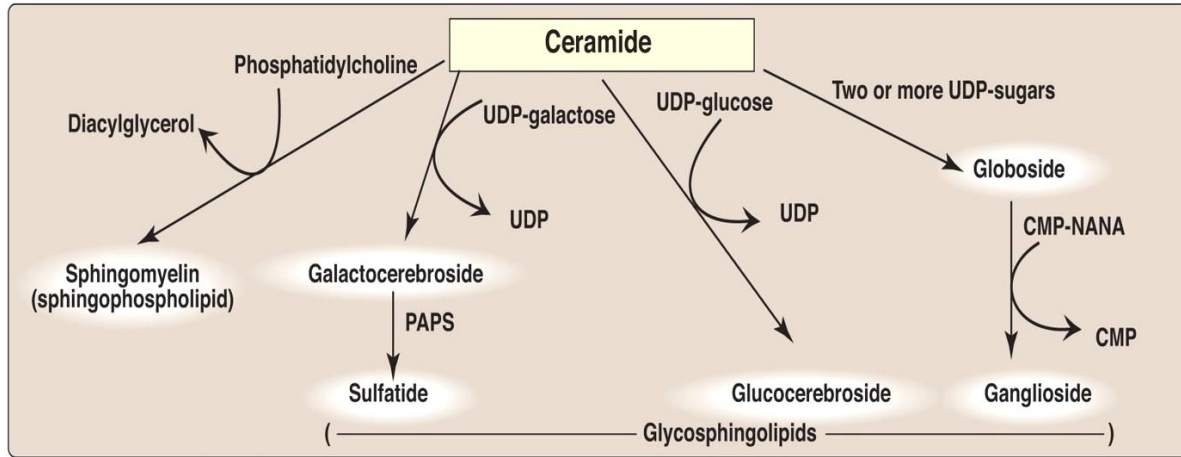 Ceramide
Phosphatidylcholine
Diacylglycerol
UDP-galactose
UDP
UDP-glucose
UDP
Two or more UDP-sugars
Globoside
CMP-NANA
CMP
Sphingomyelin
(sphingophospholipid)
Galactocerebroside
PAPS
Sulfatide
Glucocerebroside
Ganglioside
( Glycosphingolipids )